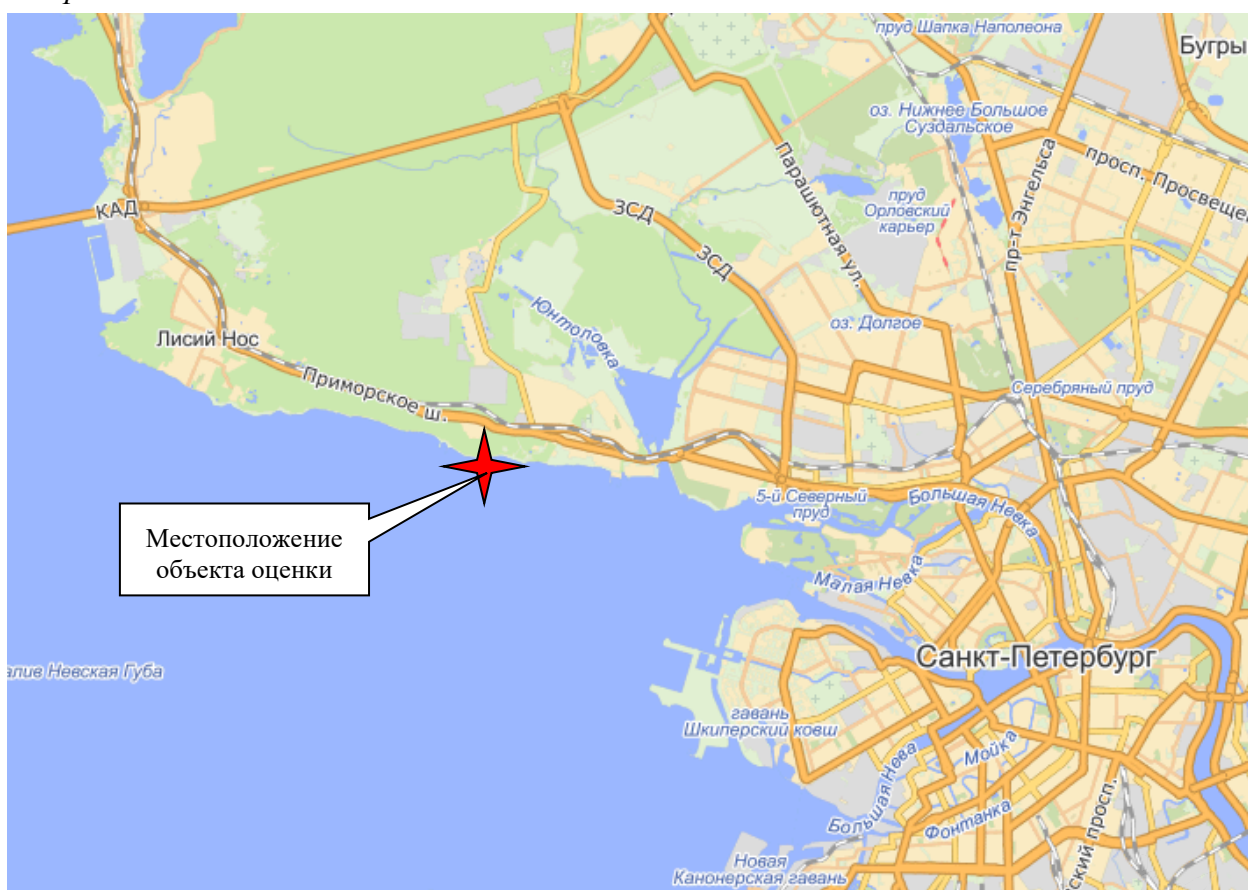 пруд Шапка Наполеона
Бугры
оз. Нижнее Большое
Суздальское
просп. Просвещен
пр-т Энгельса
Парашютная ул.
пруд
Орловский
карьер
КАД
ЗСД
ЗСД
Юнтоловка
оз. Долгое
Лисий Нос
Приморское ш.
Серебряный пруд
5-й Северный
пруд
Большая Невка
Местоположение
объекта оценки
Малая Невка
Санкт-Петербург
алив Невская Губа
гавань
Шкиперский ковш
Мойка
Большая Нева
Фонтанка
ский просп.
Новая
Канонерская гавань